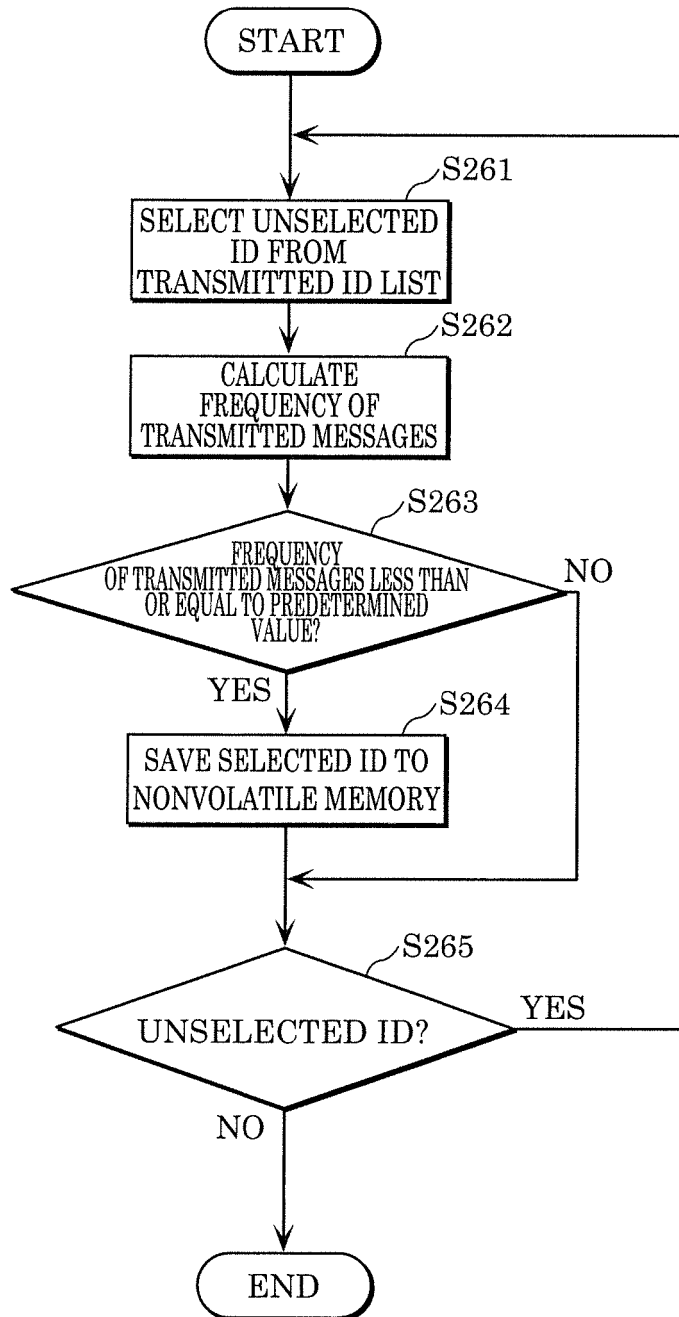 START
S261
SELECT UNSELECTED
ID FROM
TRANSMITTED ID LIST
S262
CALCULATE
FREQUENCY OF
TRANSMITTED MESSAGES
S263
FREQUENCY
OF TRANSMITTED MESSAGES LESS THAN
OR EQUAL TO PREDETERMINED
VALUE?
NO
YES
S264
SAVE SELECTED ID TO
NONVOLATILE MEMORY
S265
UNSELECTED ID?
YES
NO
END